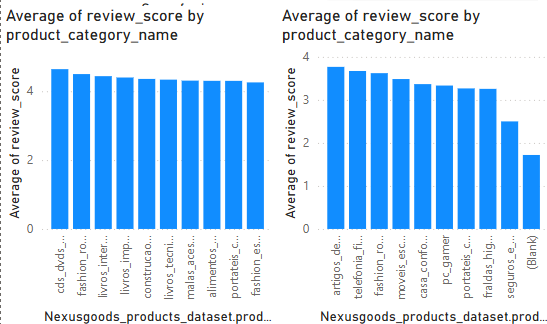 Average of review_score by
product_category_name
Average of review_score
4
2
0
cds_dvds_...
fashion_ro...
livros_inter...
livros_imp...
construcao...
livros_tecni...
malas_aces...
alimentos_...
portateis_c...
fashion_es...
Nexusgoods_products_dataset.prod...
Average of review_score by
product_category_name
Average of review_score
4
3
2
1
0
artigos_de...
telefonia_fi...
fashion_ro...
moveis_esc...
casa_confo...
pc_gamer
portateis_c...
fraldas_hig...
seguros_e_...
(Blank)
Nexusgoods_products_dataset.prod...